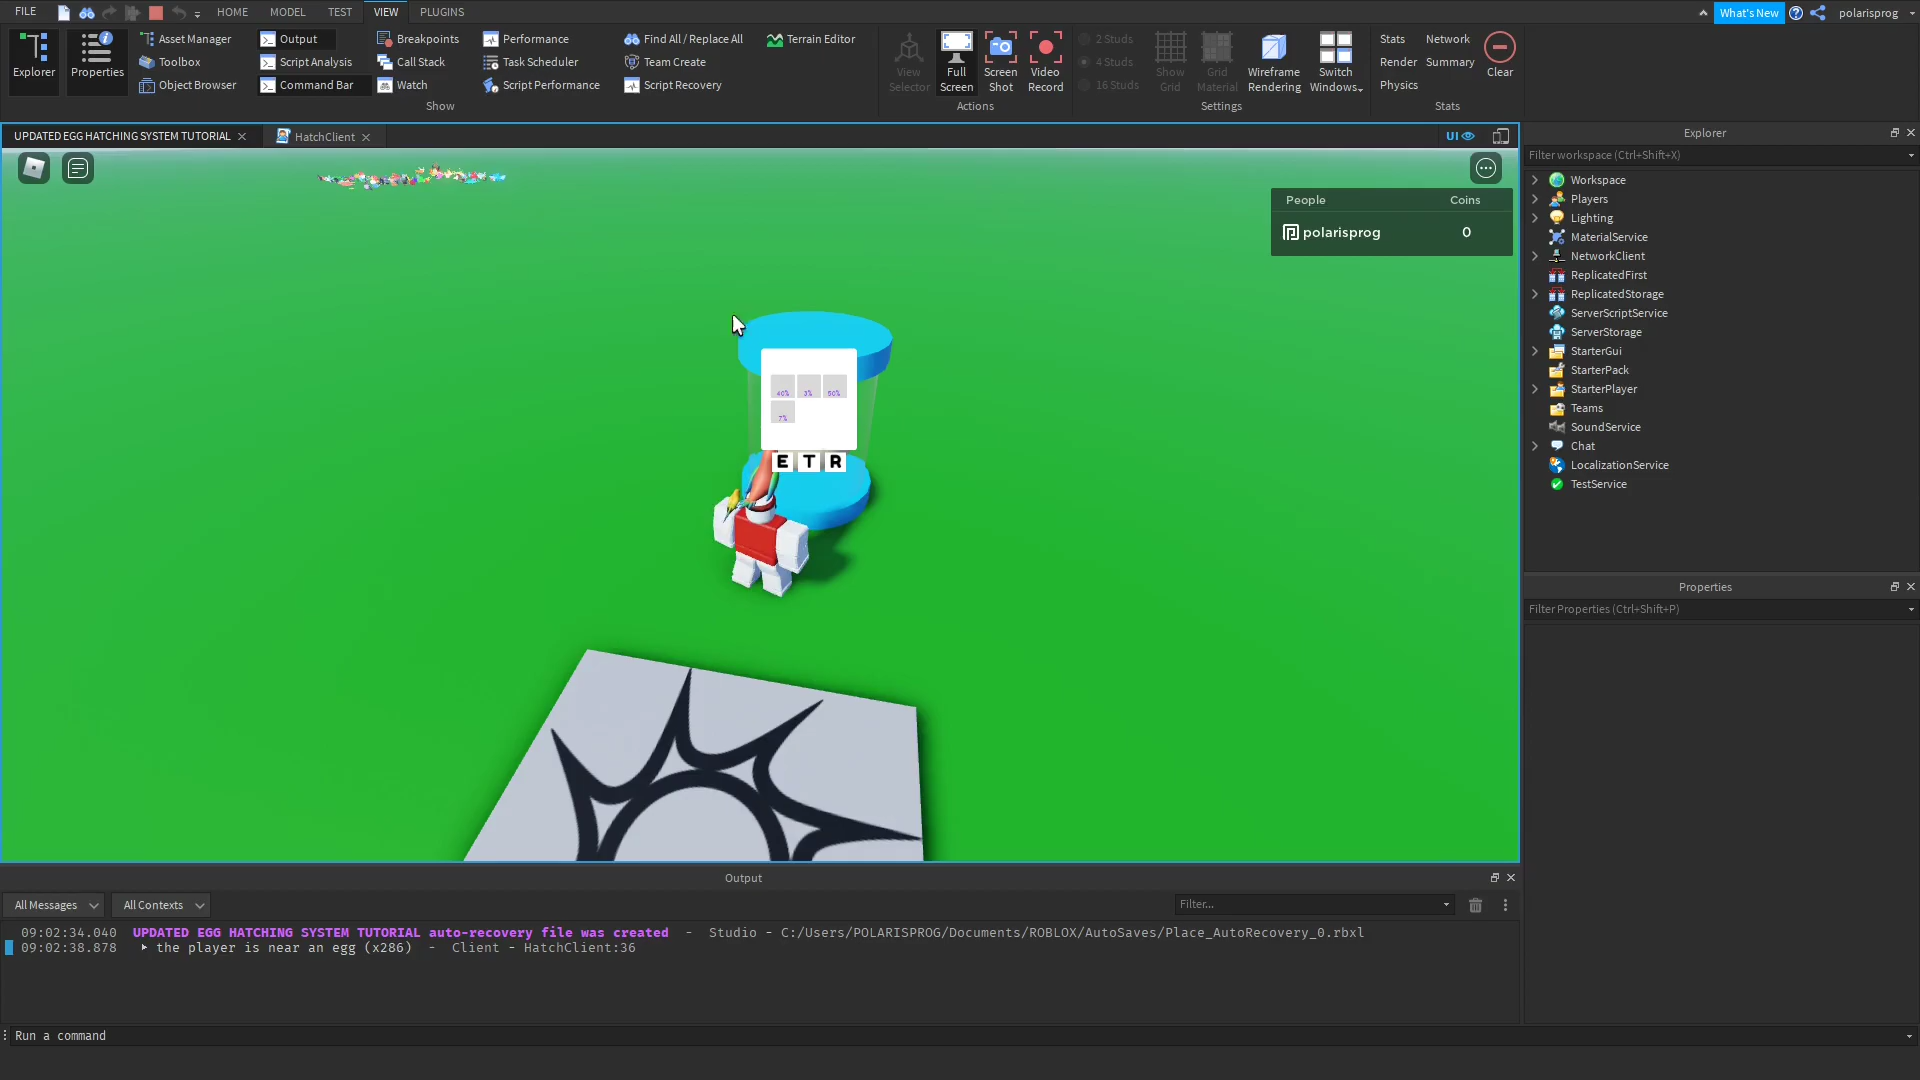 FILE HOME MODEL TEST VIEW PLUGINS What's New polarisprog
Explorer
Properties
Asset Manager
Toolbox
Object Browser
Output
Script Analysis
Command Bar
Breakpoints
Call Stack
Watch
Performance
Task Scheduler
Script Performance
Find All / Replace All
Team Create
Script Recovery
Terrain Editor
Show
View Selector
Full Screen
Screen Shot
Video Record
Actions
2 Studs
4 Studs
16 Studs
Show Grid
Grid Material
Wireframe Rendering
Switch Windows
Settings
Stats
Render
Physics
Network
Summary
Clear
Stats
UPDATED EGG HATCHING SYSTEM TUTORIAL
HatchClient
UI
People Coins
polarisprog 0
40% 3% 50%
7%
E T R
Explorer
Filter workspace (Ctrl+Shift+X)
Workspace
Players
Lighting
MaterialService
NetworkClient
ReplicatedFirst
ReplicatedStorage
ServerScriptService
ServerStorage
StarterGui
StarterPack
StarterPlayer
Teams
SoundService
Chat
LocalizationService
TestService
Properties
Filter Properties (Ctrl+Shift+P)
Output
All Messages All Contexts Filter...
09:02:34.040 UPDATED EGG HATCHING SYSTEM TUTORIAL auto-recovery file was created - Studio - C:/Users/POLARISPROG/Documents/ROBLOX/AutoSaves/Place_AutoRecovery_0.rbxl
09:02:38.878 the player is near an egg (x286) - Client - HatchClient:36
Run a command